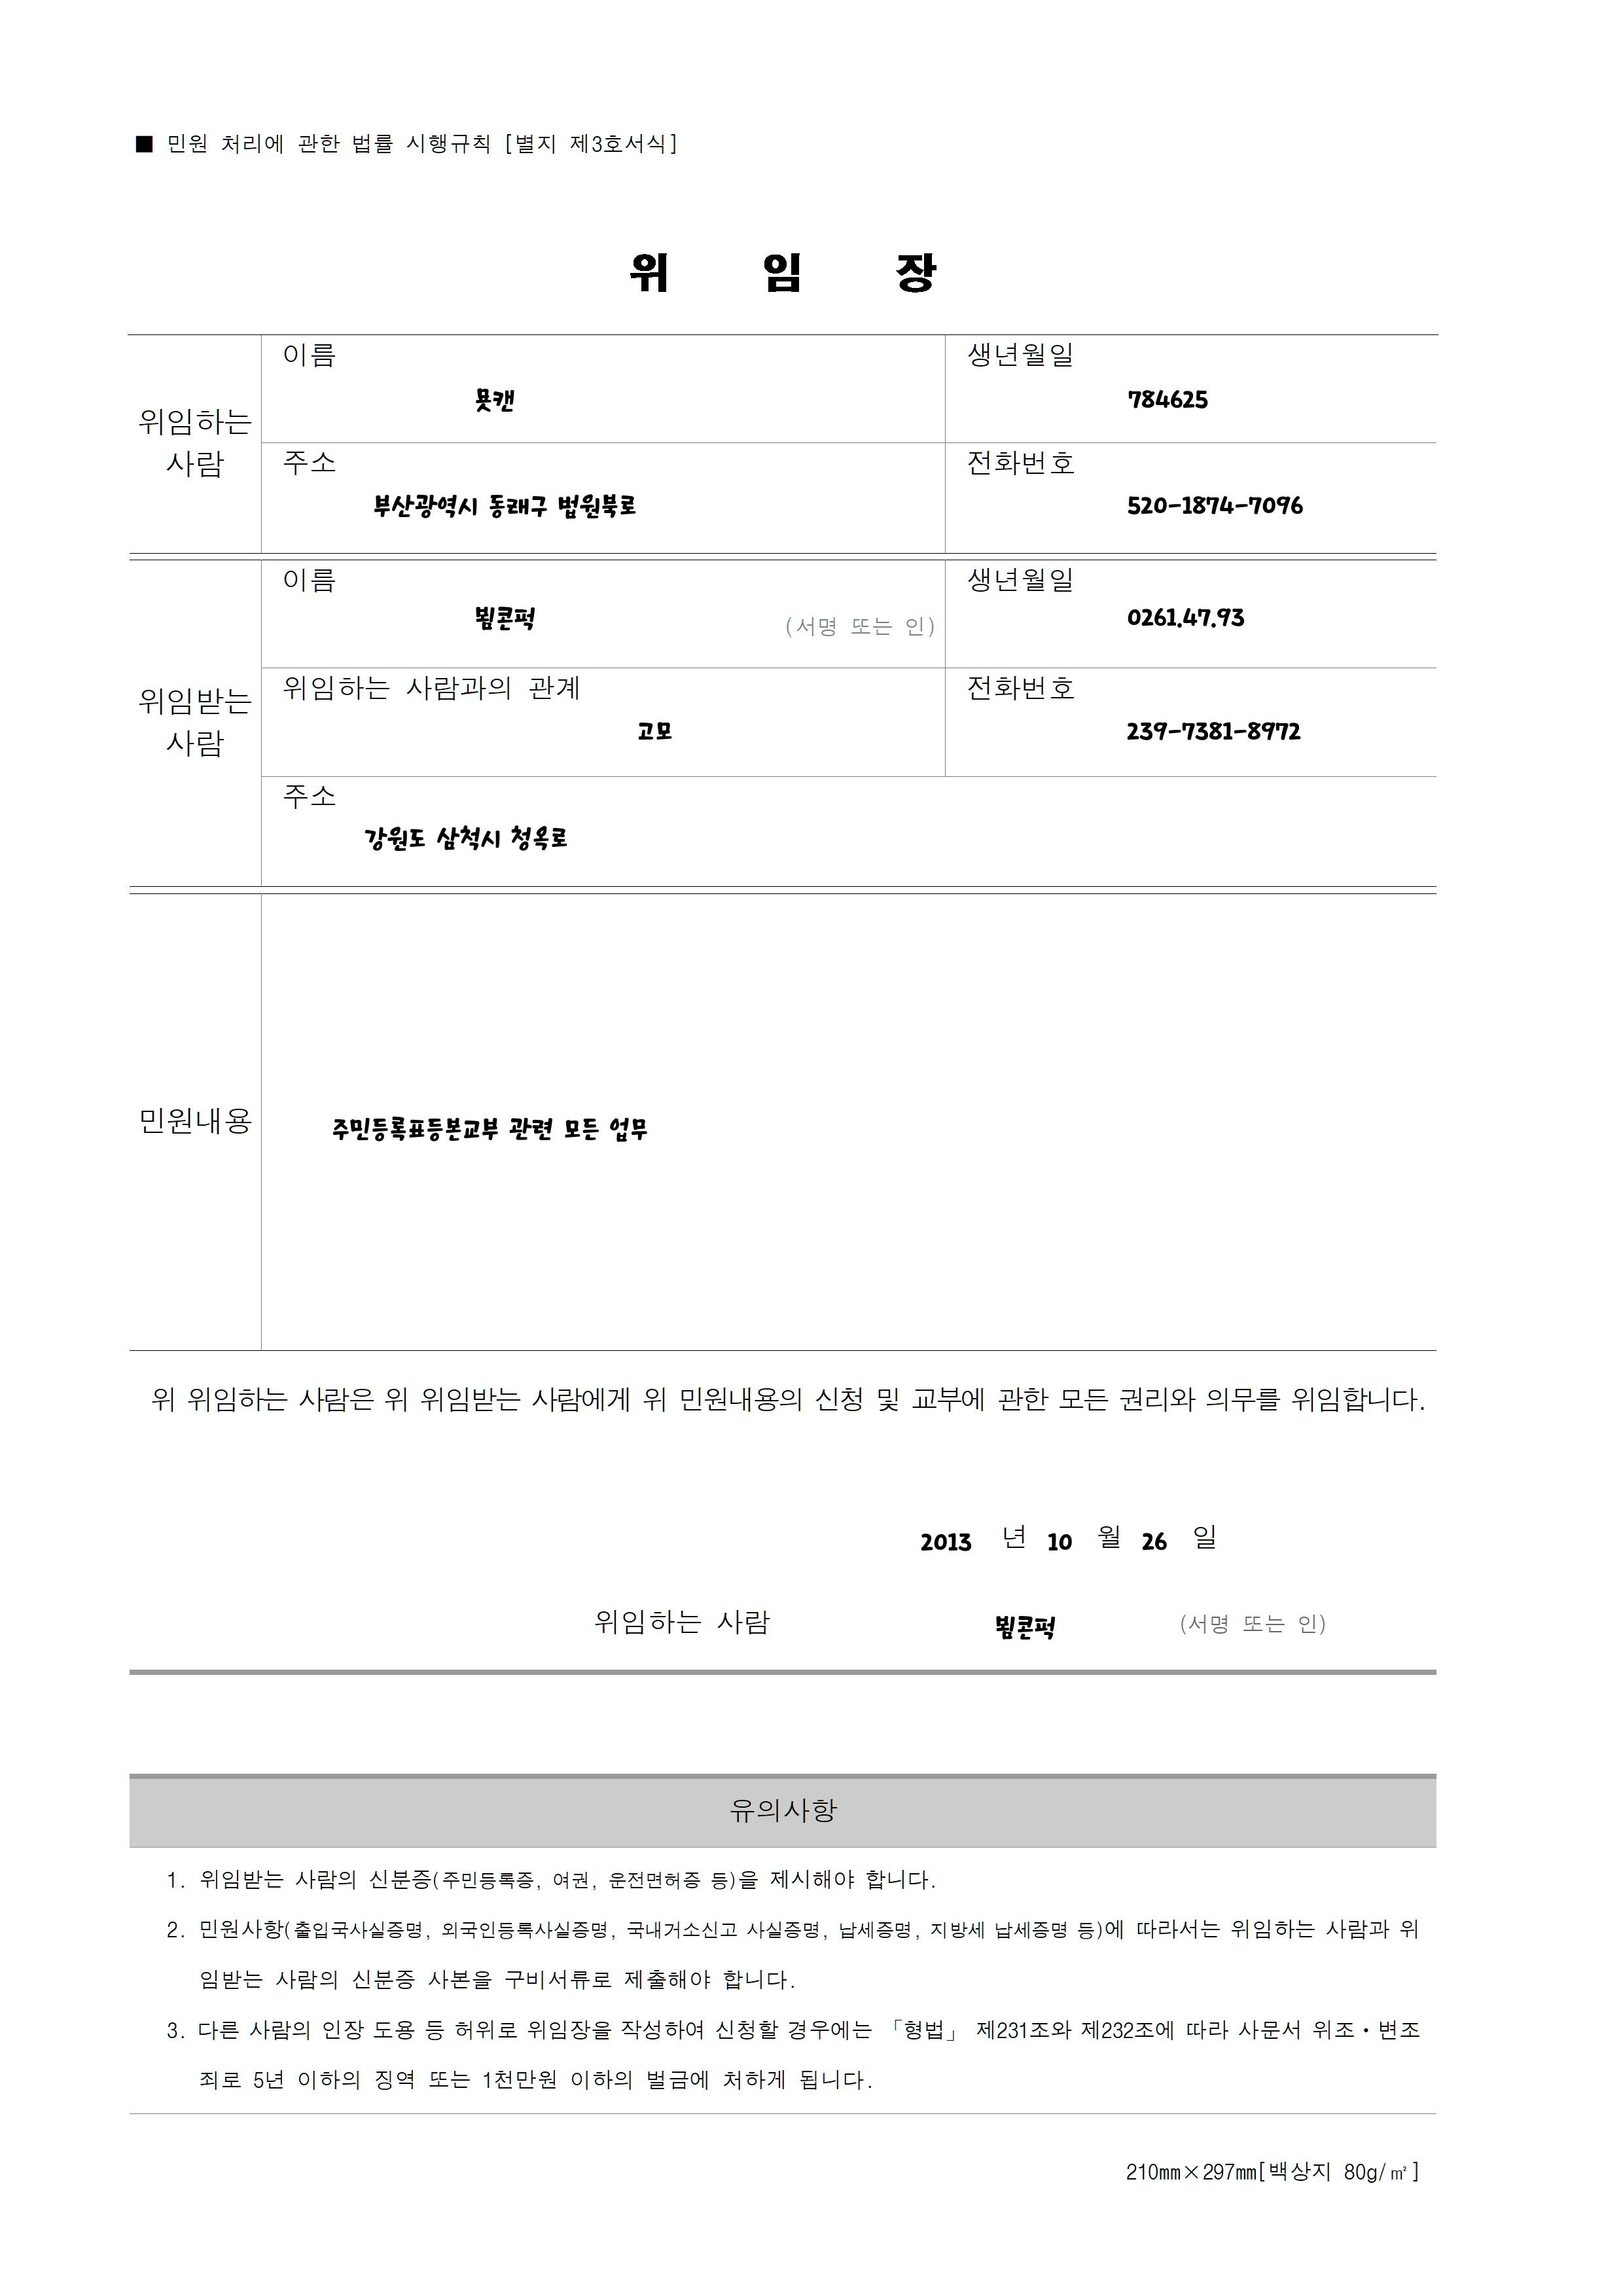 ■ 민원 처리에 관한 법률 시행규칙 [별지 제3호서식]
위 임 장
이름
생년월일
784625
위임하는
사람
주소
전화번호
부산광역시 동래구 법원북로
520-1874-7096
이름
생년월일
(서명 또는 인)
0261.47.93
위임받는
사람
위임하는 사람과의 관계
전화번호
고모
239-7381-8972
주소
강원도 삼척시 청옥로
민원내용
주민등록표등본교부 관련 모든 업무
위 위임하는 사람은 위 위임받는 사람에게 위 민원내용의 신청 및 교부에 관한 모든 권리와 의무를 위임합니다.
2013 년 10 월 26 일
위임하는 사람 (서명 또는 인)
유의사항
1. 위임받는 사람의 신분증(주민등록증, 여권, 운전면허증 등)을 제시해야 합니다.
2. 민원사항(출입국사실증명, 외국인등록사실증명, 국내거소신고 사실증명, 납세증명, 지방세 납세증명 등)에 따라서는 위임하는 사람과 위
임받는 사람의 신분증 사본을 구비서류로 제출해야 합니다.
3. 다른 사람의 인장 도용 등 허위로 위임장을 작성하여 신청할 경우에는 「형법」 제231조와 제232조에 따라 사문서 위조·변조
죄로 5년 이하의 징역 또는 1천만원 이하의 벌금에 처하게 됩니다.
210㎜×297㎜[백상지 80g/㎡]